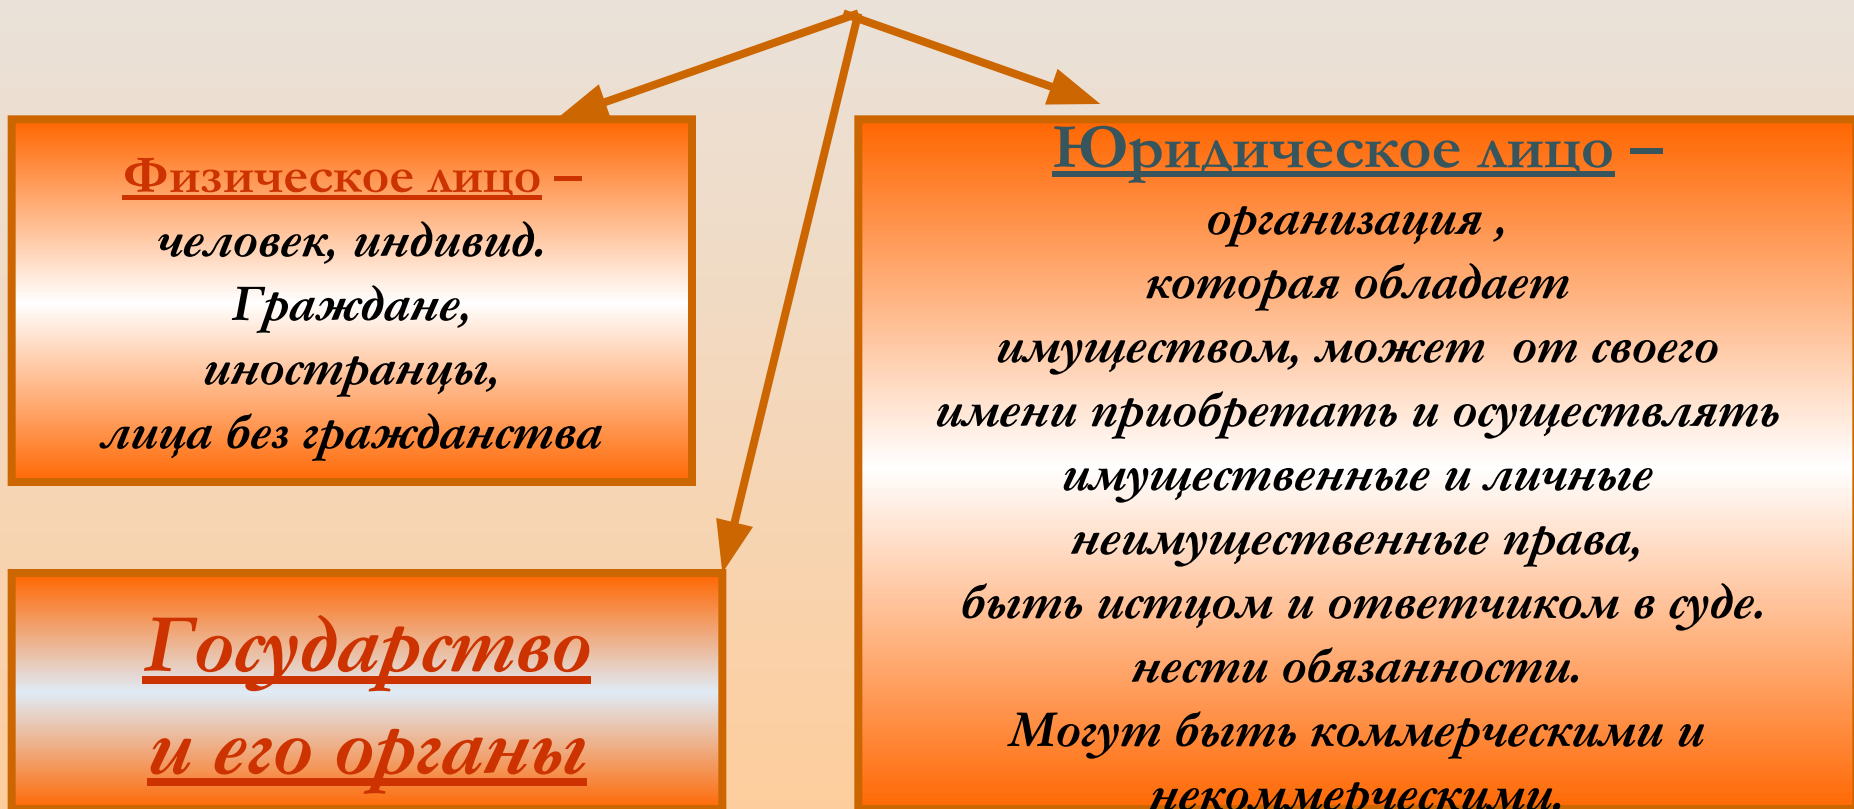 Физическое лицо –
человек, индивид.
Граждане,
иностранцы,
лица без гражданства
Государство
и его органы
Юридическое лицо –
организация ,
которая обладает
имуществом, может от своего
имени приобретать и осуществлять
имущественные и личные
неимущественные права,
быть истцом и ответчиком в суде.
нести обязанности.
Могут быть коммерческими и
некоммерческими.